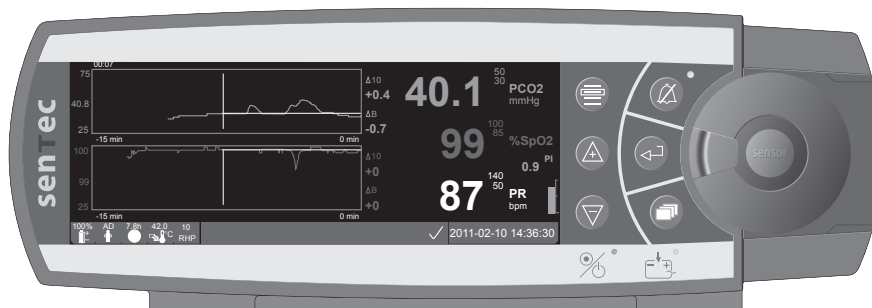 sentec
00:07
75
40.8
25
-15 min
0 min
Δ10
+0.4
ΔB
-0.7
40.1
50
30
PCO2
mmHg
100
99
25
-15 min
0 min
Δ10
+0
ΔB
+0
99
100
85
%SpO2
0.9 PI
87
140
50
PR
bpm
100%
AD
7.8h
42.0
°C
10
RHP
2011-02-10 14:36:30
sensor